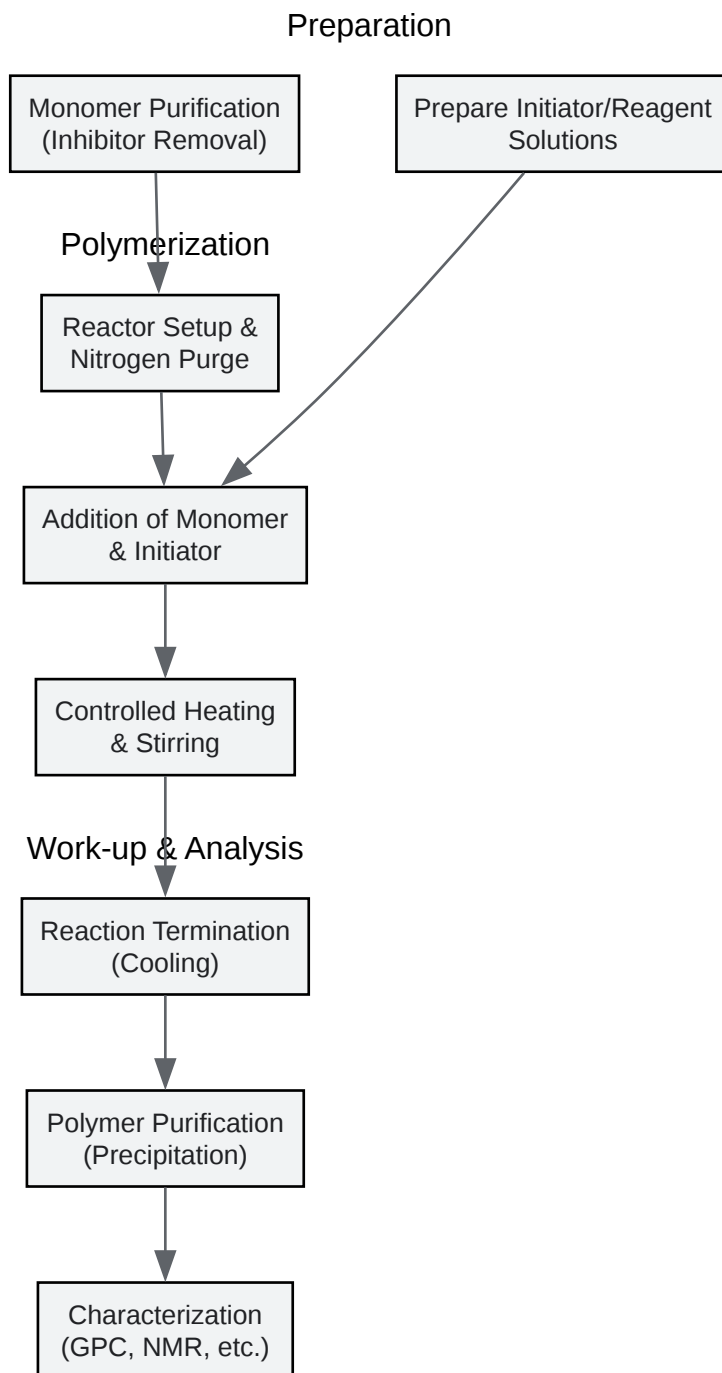 Preparation
Monomer Purification
(Inhibitor Removal)
Prepare Initiator/Reagent
Solutions
Polymerization
Reactor Setup &
Nitrogen Purge
Addition of Monomer
& Initiator
Controlled Heating
& Stirring
Work-up & Analysis
Reaction Termination
(Cooling)
Polymer Purification
(Precipitation)
Characterization
(GPC, NMR, etc.)